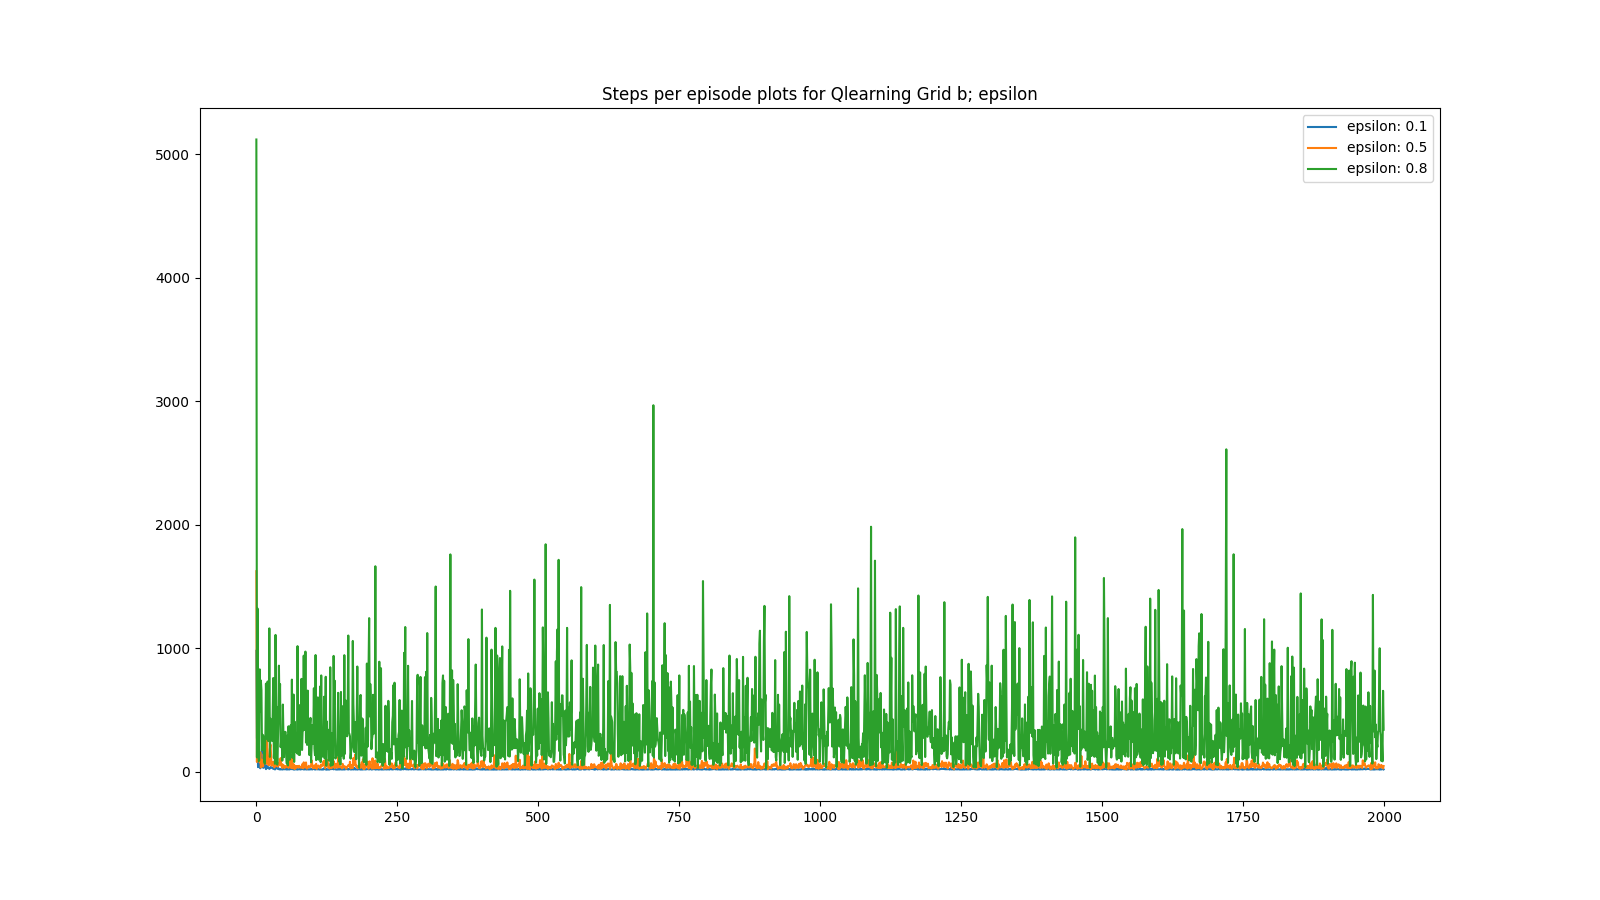 Steps per episode plots for Qlearning Grid b; epsilon
epsilon: 0.1
epsilon: 0.5
epsilon: 0.8
5000
4000
3000
2000
1000
0
0 250 500 750 1000 1250 1500 1750 2000